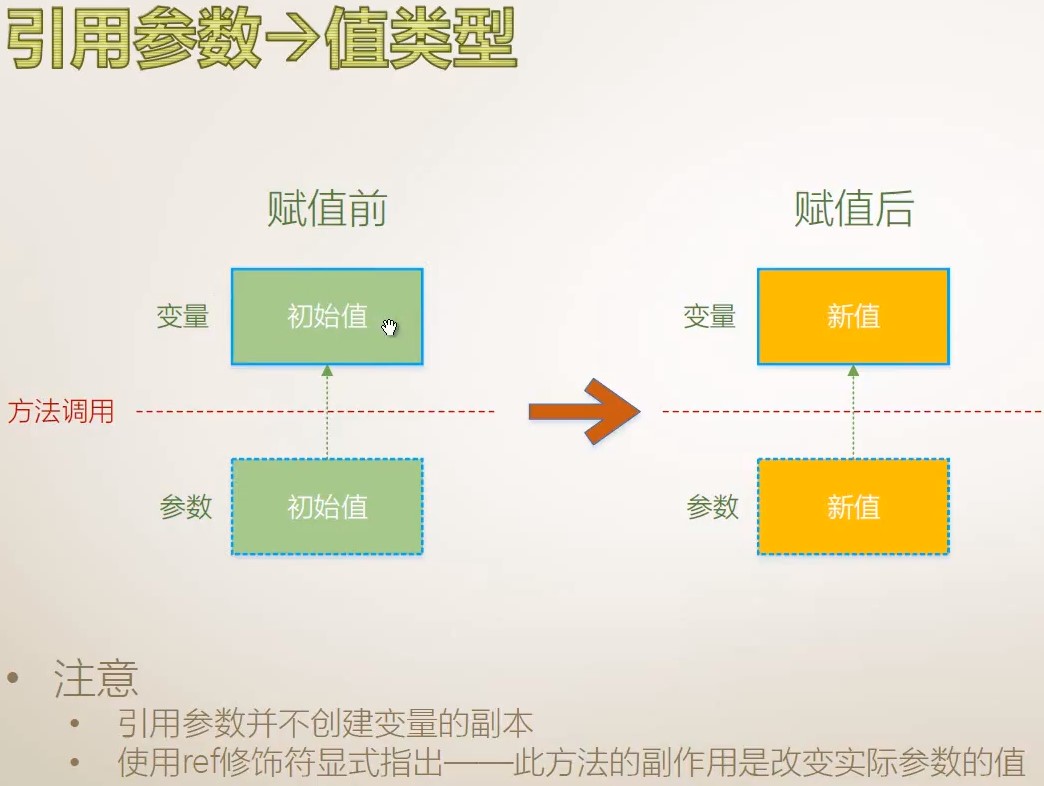 引用参数→值类型
赋值前 赋值后
变量 初始值 变量 新值
方法调用
参数 初始值 参数 新值
• 注意
• 引用参数并不创建变量的副本
• 使用ref修饰符显式指出——此方法的副作用是改变实际参数的值